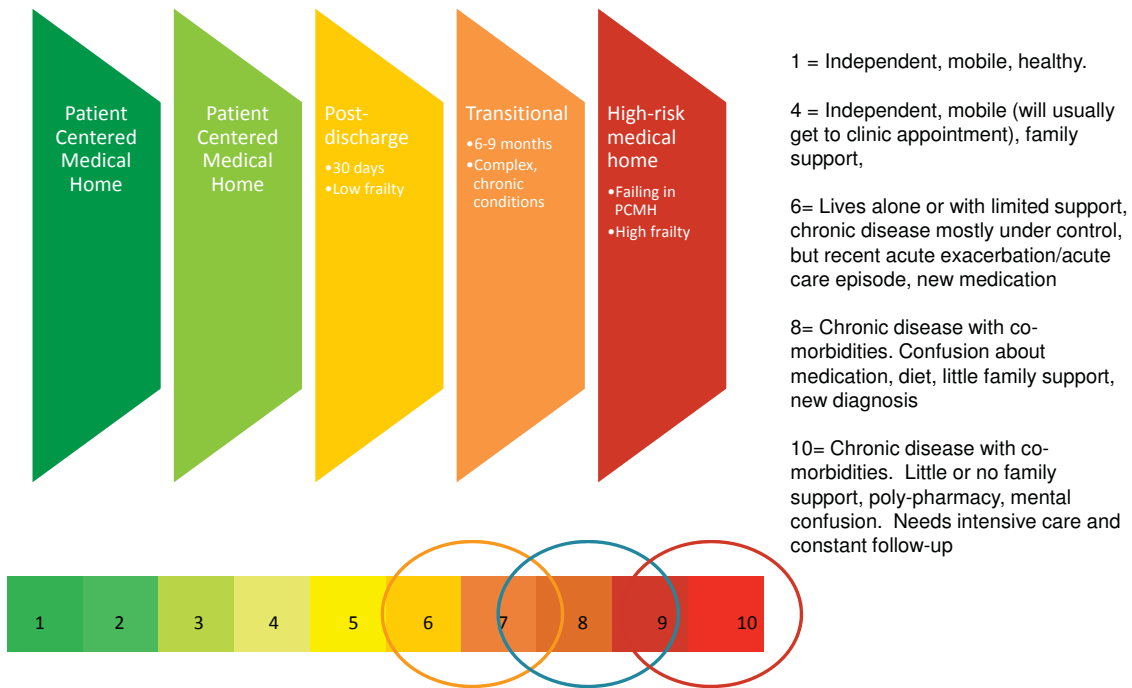 Patient
Centered
Medical
Home
Patient
Centered
Medical
Home
Post-
discharge
•30 days
•Low frailty
Transitional
•6-9 months
•Complex,
chronic
conditions
High-risk
medical
home
•Failing in
PCMH
•High frailty
1 = Independent, mobile, healthy.
4 = Independent, mobile (will usually
get to clinic appointment), family
support,
6= Lives alone or with limited support,
chronic disease mostly under control,
but recent acute exacerbation/acute
care episode, new medication
8= Chronic disease with co-
morbidities. Confusion about
medication, diet, little family support,
new diagnosis
10= Chronic disease with co-
morbidities.  Little or no family
support, poly-pharmacy, mental
confusion.  Needs intensive care and
constant follow-up
1 2 3 4 5 6 7 8 9 10